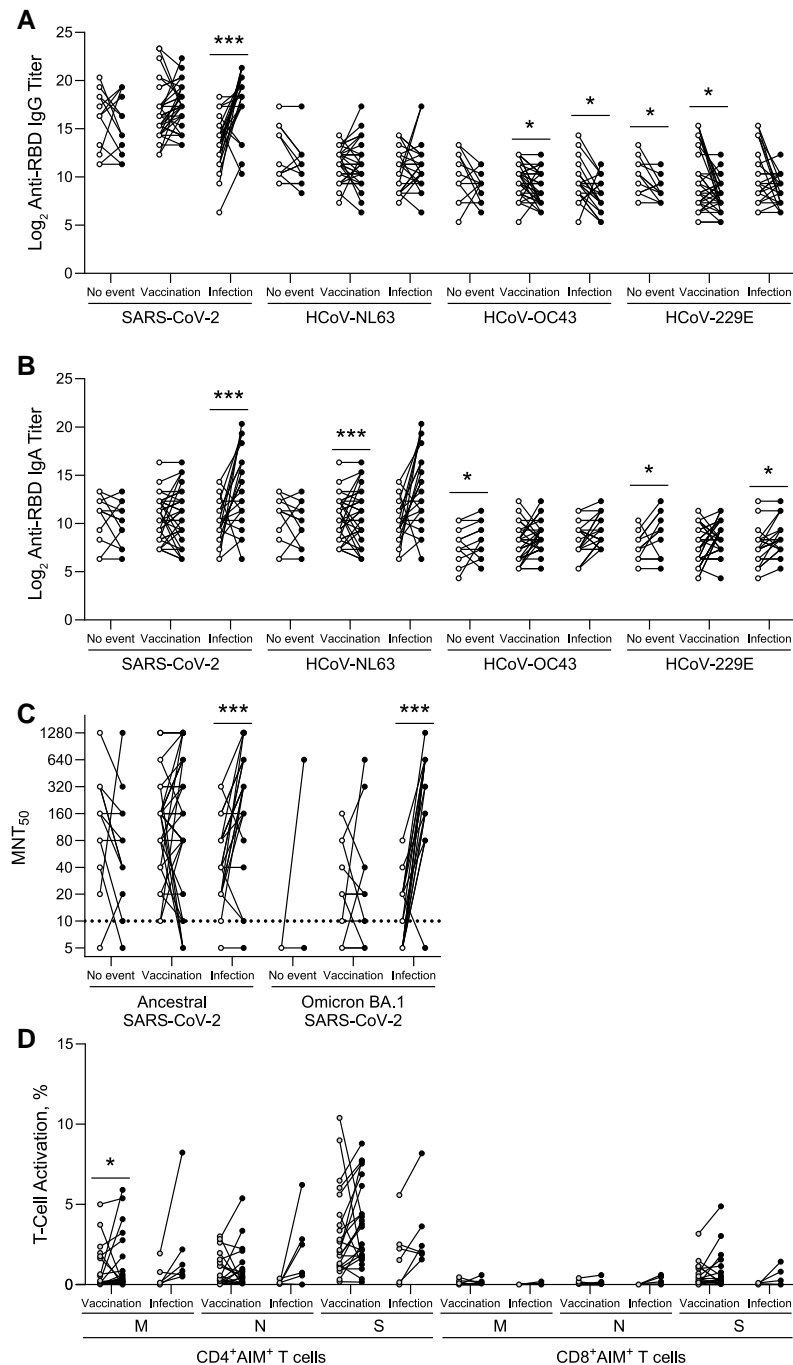 A
Log₂ Anti-RBD IgG Titer
25
20
15
10
5
0
***
*
*
*
*
No event Vaccination Infection No event Vaccination Infection No event Vaccination Infection No event Vaccination Infection
SARS-CoV-2 HCoV-NL63 HCoV-OC43 HCoV-229E
B
Log₂ Anti-RBD IgA Titer
25
20
15
10
5
0
***
***
*
*
*
No event Vaccination Infection No event Vaccination Infection No event Vaccination Infection No event Vaccination Infection
SARS-CoV-2 HCoV-NL63 HCoV-OC43 HCoV-229E
C
MNT₅₀
1280
640
320
160
80
40
20
10
5
***
***
No event Vaccination Infection No event Vaccination Infection
Ancestral Omicron BA.1
SARS-CoV-2 SARS-CoV-2
D
T-Cell Activation, %
15
10
5
0
*
Vaccination Infection Vaccination Infection Vaccination Infection Vaccination Infection Vaccination Infection Vaccination Infection
M N S M N S
CD4⁺AIM⁺ T cells CD8⁺AIM⁺ T cells